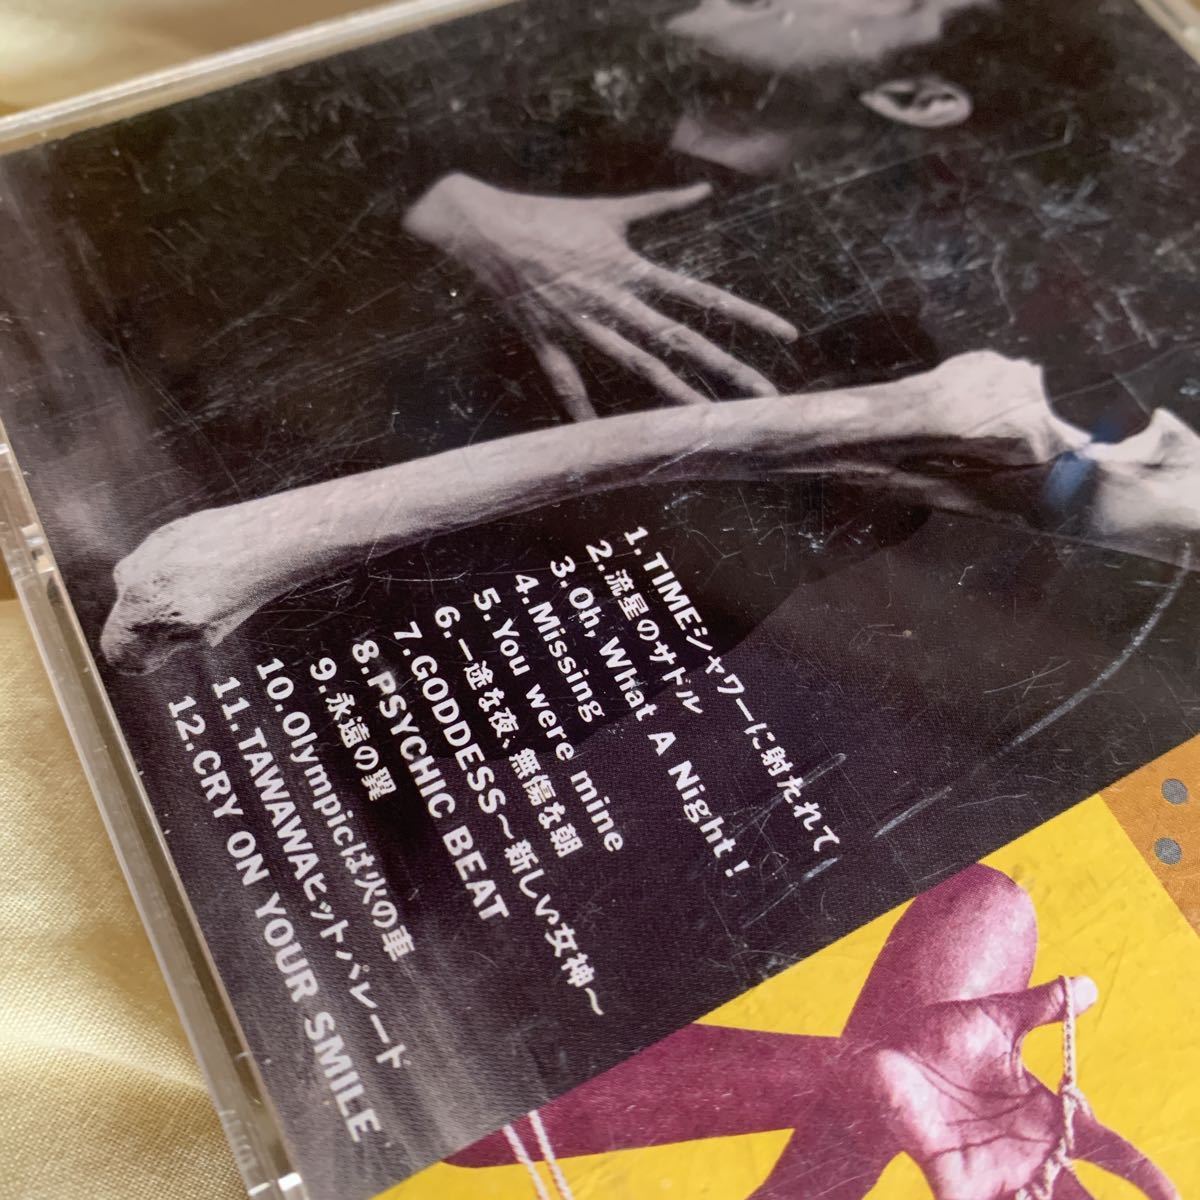 1.TIMEシャワーに射たれて
2.流星のサドル
3.Oh, What A Night!
4.Missing
5.You were mine
6.一途な夜、無傷な朝
7.GODDESS〜新しい女神〜
8.PSYCHIC BEAT
9.永遠の翼
10.Olympicは火の車
11.TAWAWAヒットパレード
12.CRY ON YOUR SMILE